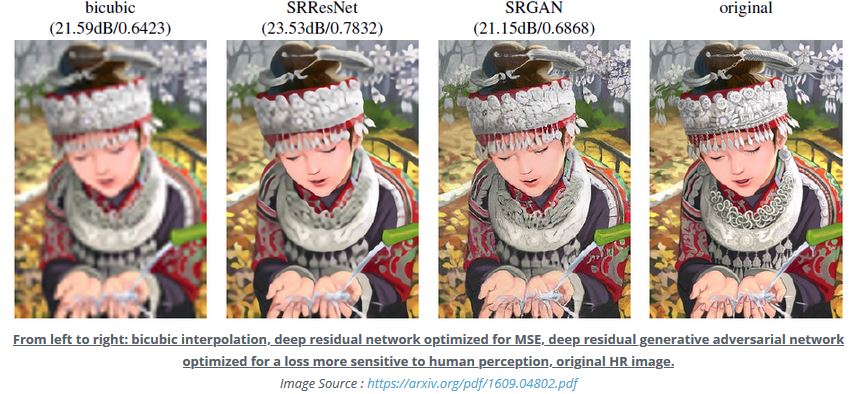 bicubic
(21.59dB/0.6423)
SRResNet
(23.53dB/0.7832)
SRGAN
(21.15dB/0.6868)
original
From left to right: bicubic interpolation, deep residual network optimized for MSE, deep residual generative adversarial network
optimized for a loss more sensitive to human perception, original HR image.
Image Source : https://arxiv.org/pdf/1609.04802.pdf